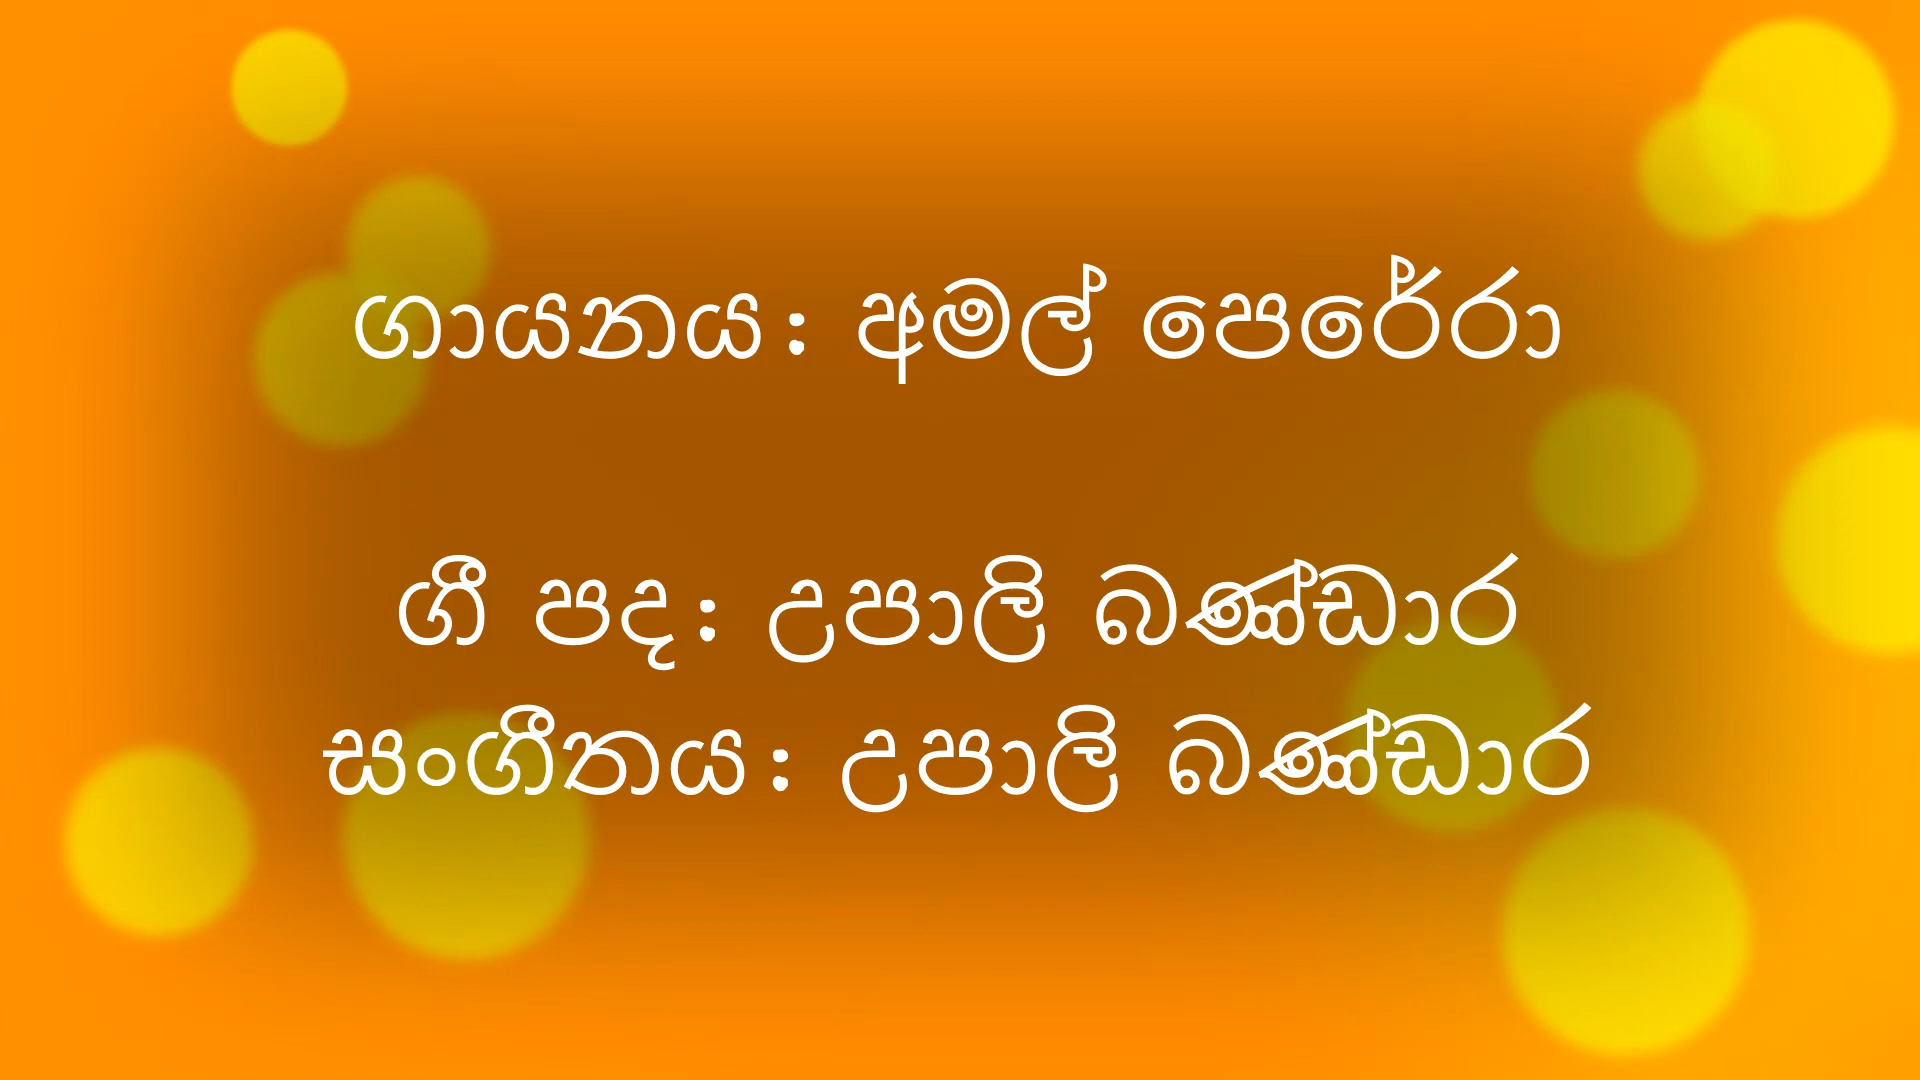 ගායනය: අමල් පෙරේරා
ගී පද: උපාලි බණ්ඩාර
සංගීතය: උපාලි බණ්ඩාර